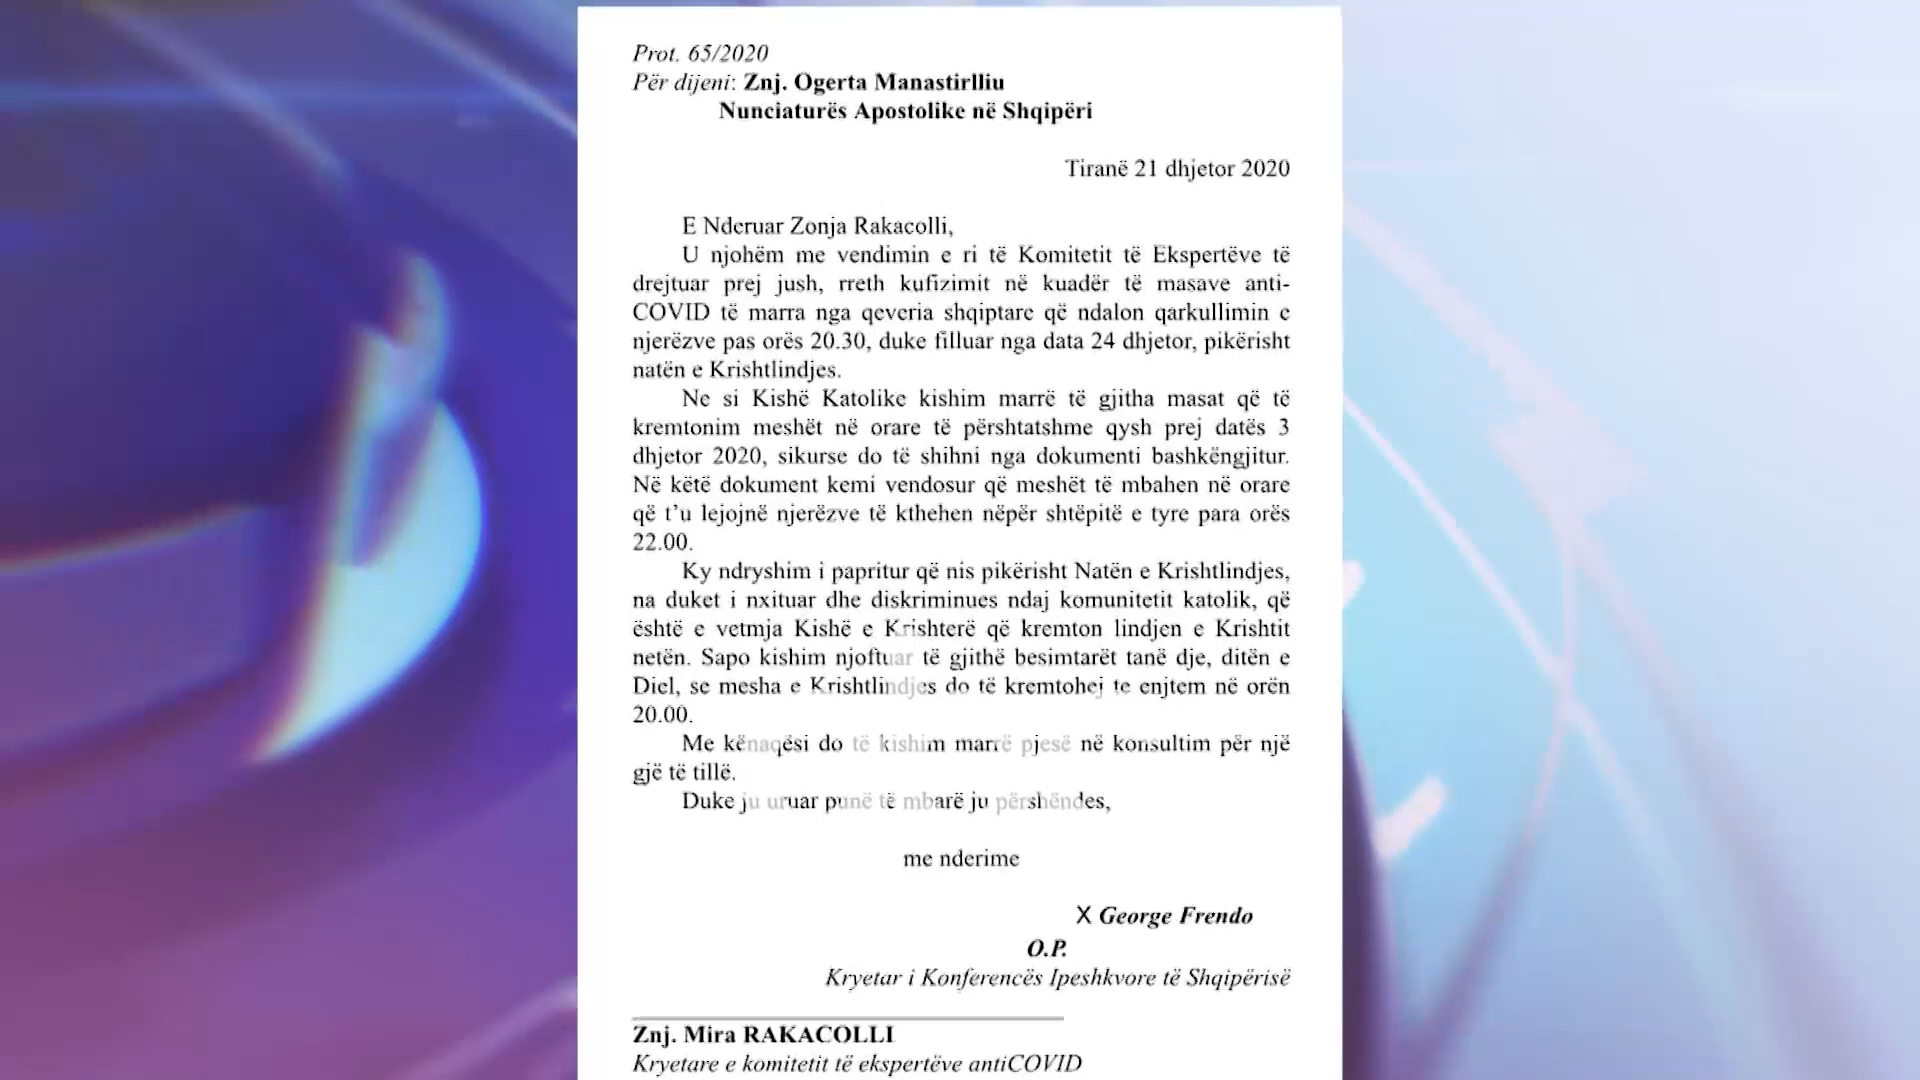 Prot. 65/2020
Për dijeni: Znj. Ogerta Manastirlliu
Nunciaturës Apostolike në Shqipëri
Tiranë 21 dhjetor 2020
E Nderuar Zonja Rakacolli,
U njohëm me vendimin e ri të Komitetit të Ekspertëve të
drejtuar prej jush, rreth kufizimit në kuadër të masave anti-
COVID të marra nga qeveria shqiptare që ndalon qarkullimin e
njerëzve pas orës 20.30, duke filluar nga data 24 dhjetor, pikërisht
natën e Krishtlindjes.
Ne si Kishë Katolike kishim marrë të gjitha masat që të
kremtonim meshët në orare të përshtatshme qysh prej datës 3
dhjetor 2020, sikurse do të shihni nga dokumenti bashkëngjitur.
Në këtë dokument kemi vendosur që meshët të mbahen në orare
që t'u lejojnë njerëzve të kthehen nëpër shtëpitë e tyre para orës
22.00.
Ky ndryshim i papritur që nis pikërisht Natën e Krishtlindjes,
na duket i nxituar dhe diskriminues ndaj komunitetit katolik, që
është e vetmja Kishë e Krishterë që kremton lindjen e Krishtit
netën. Sapo kishim njoftuar të gjithë besimtarët tanë dje, ditën e
Diel, se mesha e Krishtlindjes do të kremtohej te enjtem në orën
20.00.
Me kënaqësi do të kishim marrë pjesë në konsultim për një
gjë të tillë.
Duke ju uruar punë të mbarë ju përshëndes,
me nderime
X George Frendo
O.P.
Kryetar i Konferencës Ipeshkvore të Shqipërisë
Znj. Mira RAKACOLLI
Kryetare e komitetit të ekspertëve antiCOVID